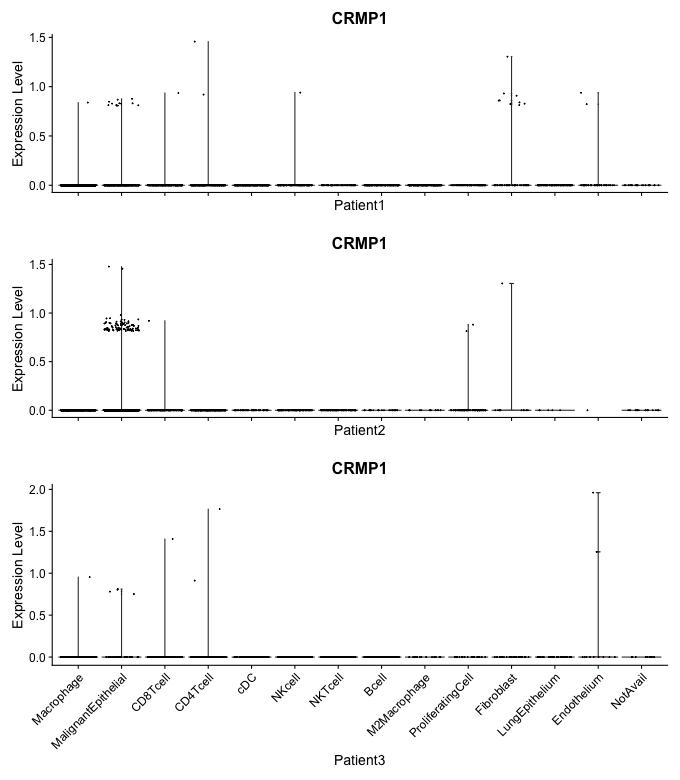 CRMP1
Expression Level
1.5
1.0
0.5
0.0
Patient1
CRMP1
Expression Level
1.5
1.0
0.5
0.0
Patient2
CRMP1
Expression Level
2.0
1.5
1.0
0.5
0.0
Macrophage
MalignantEpithelial
CD8Tcell
CD4Tcell
cDC
NKcell
NKTcell
Bcell
M2Macrophage
ProliferatingCell
Fibroblast
LungEpithelium
Endothelium
NotAvail
Patient3